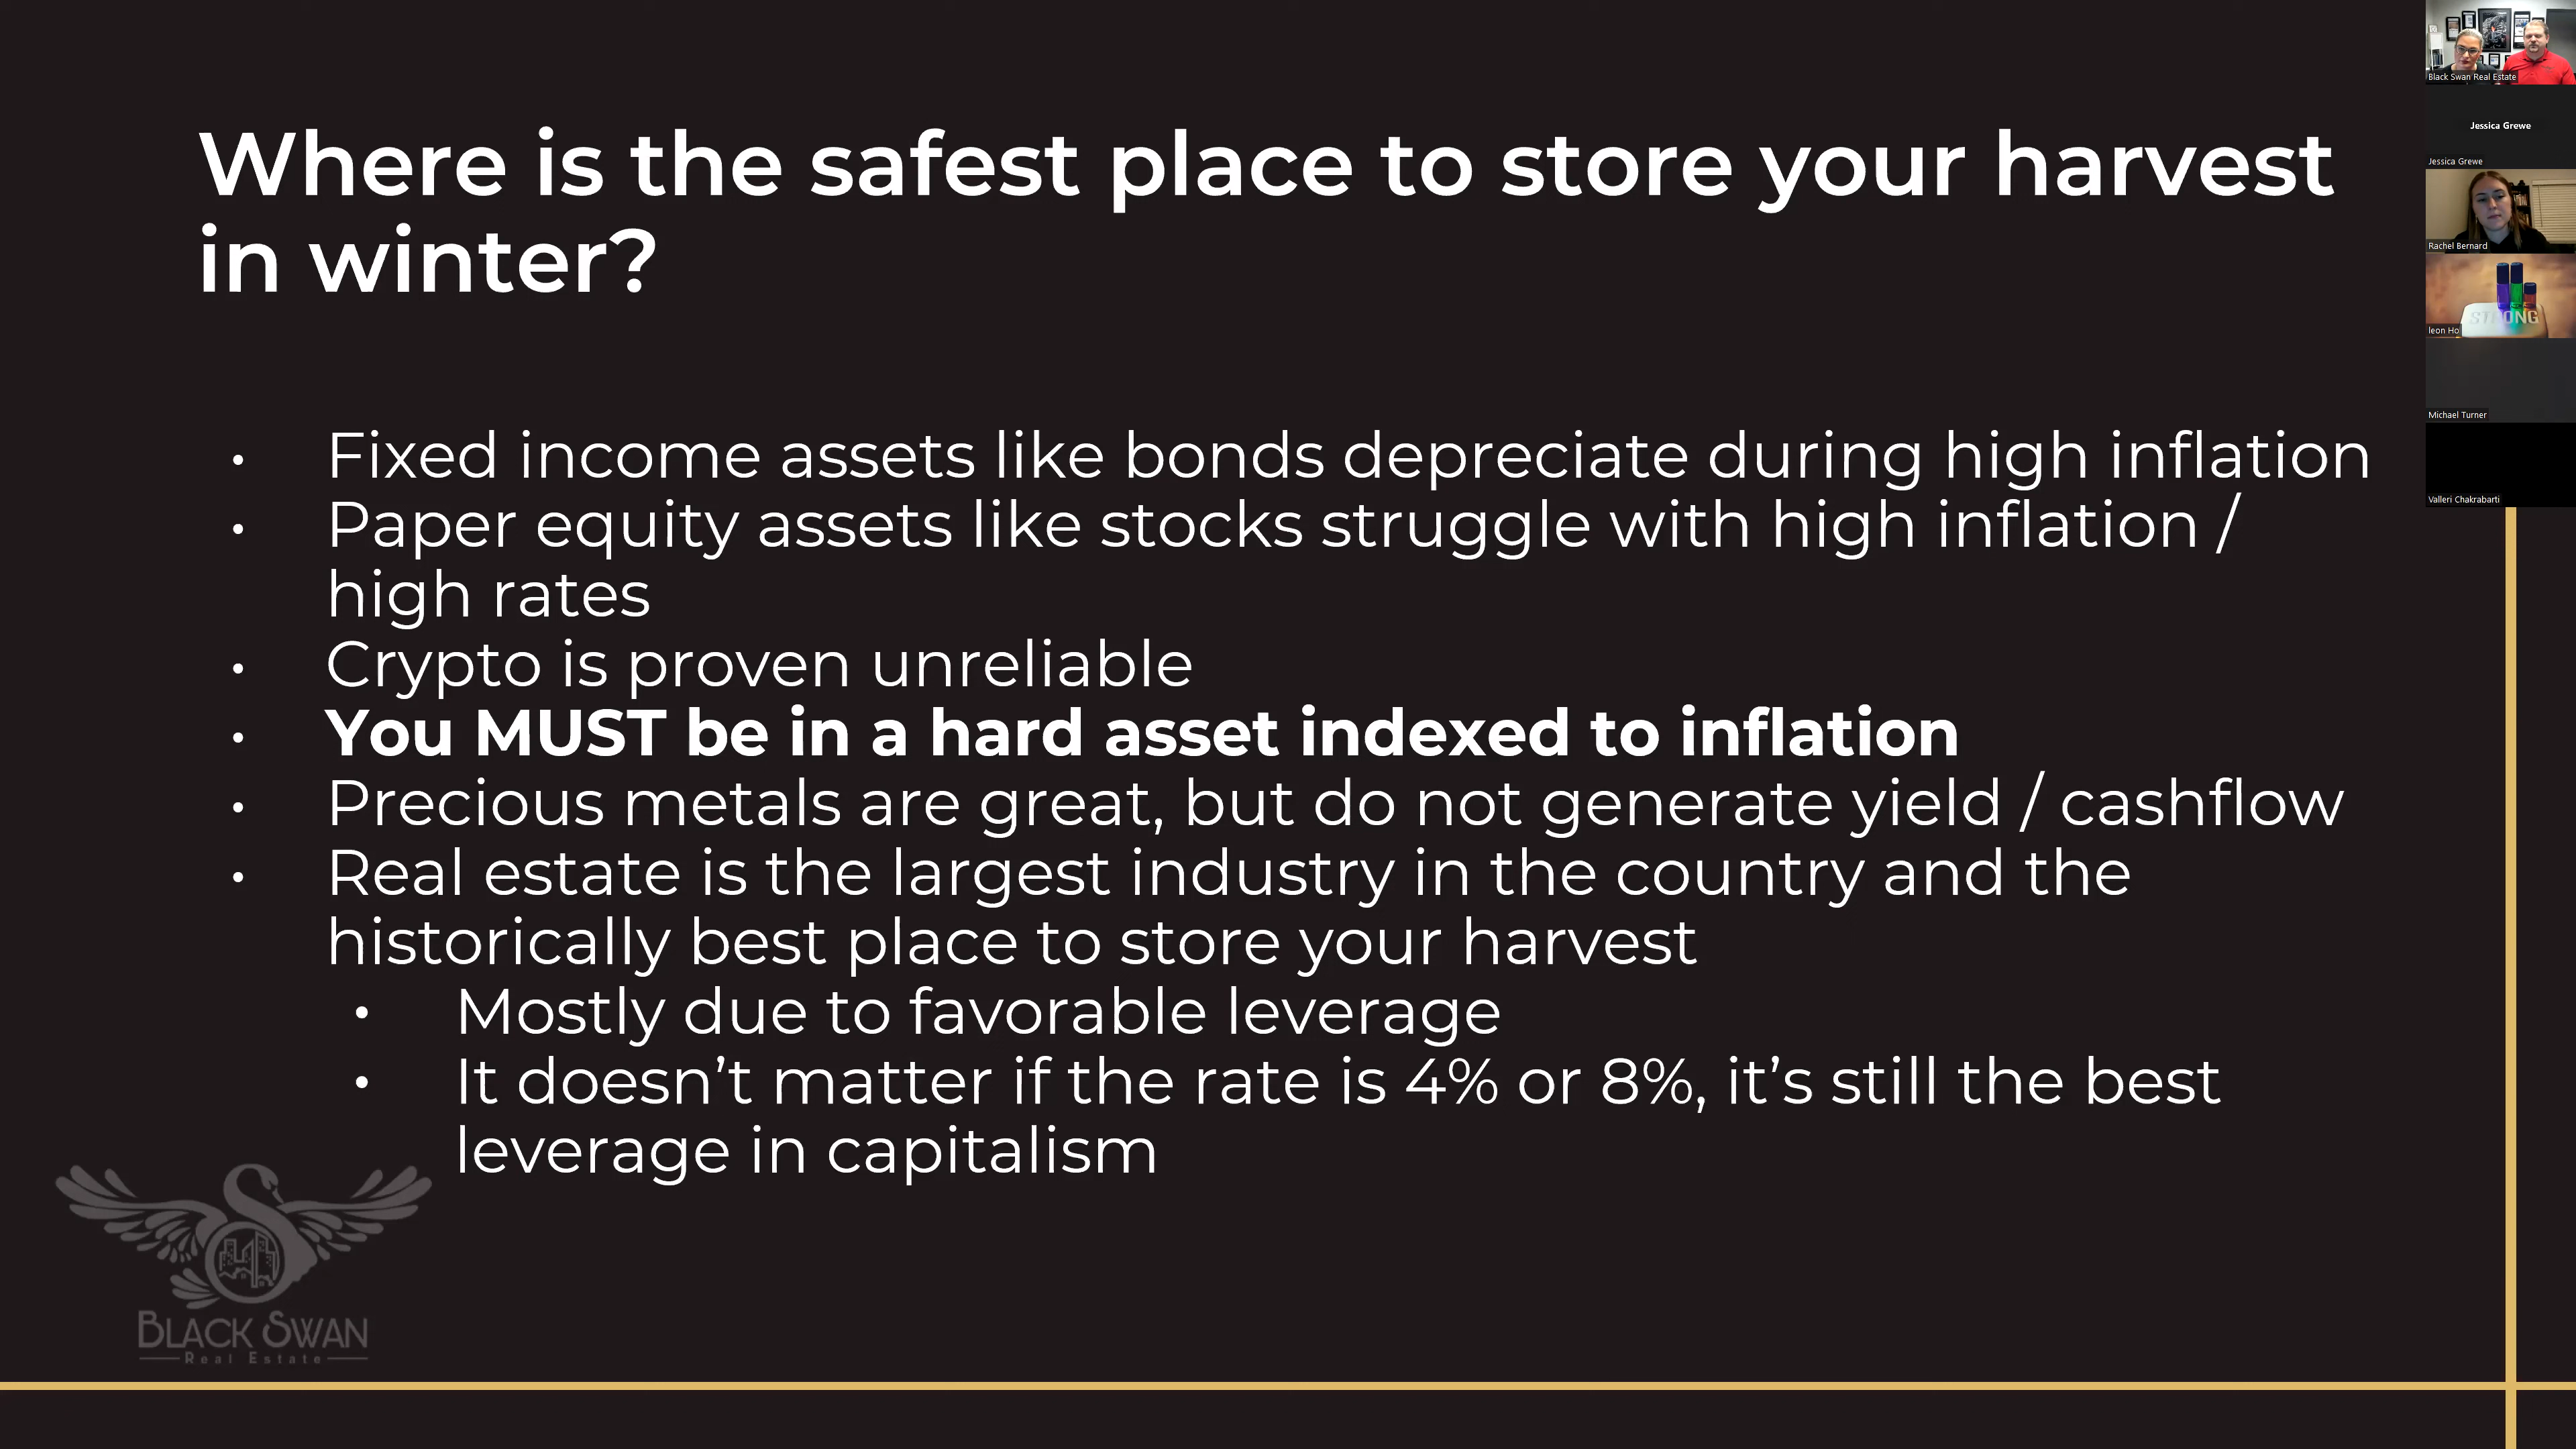 Where is the safest place to store your harvest
in winter?
• Fixed income assets like bonds depreciate during high inflation
• Paper equity assets like stocks struggle with high inflation /
high rates
• Crypto is proven unreliable
• You MUST be in a hard asset indexed to inflation
• Precious metals are great, but do not generate yield / cashflow
• Real estate is the largest industry in the country and the
historically best place to store your harvest
• Mostly due to favorable leverage
• It doesn’t matter if the rate is 4% or 8%, it’s still the best
leverage in capitalism
BLACK SWAN
Real Estate
Black Swan Real Estate
Jessica Grewe
Jessica Grewe
Rachel Bernard
STRONG
leon Ho
Michael Turner
Valleri Chakrabarti